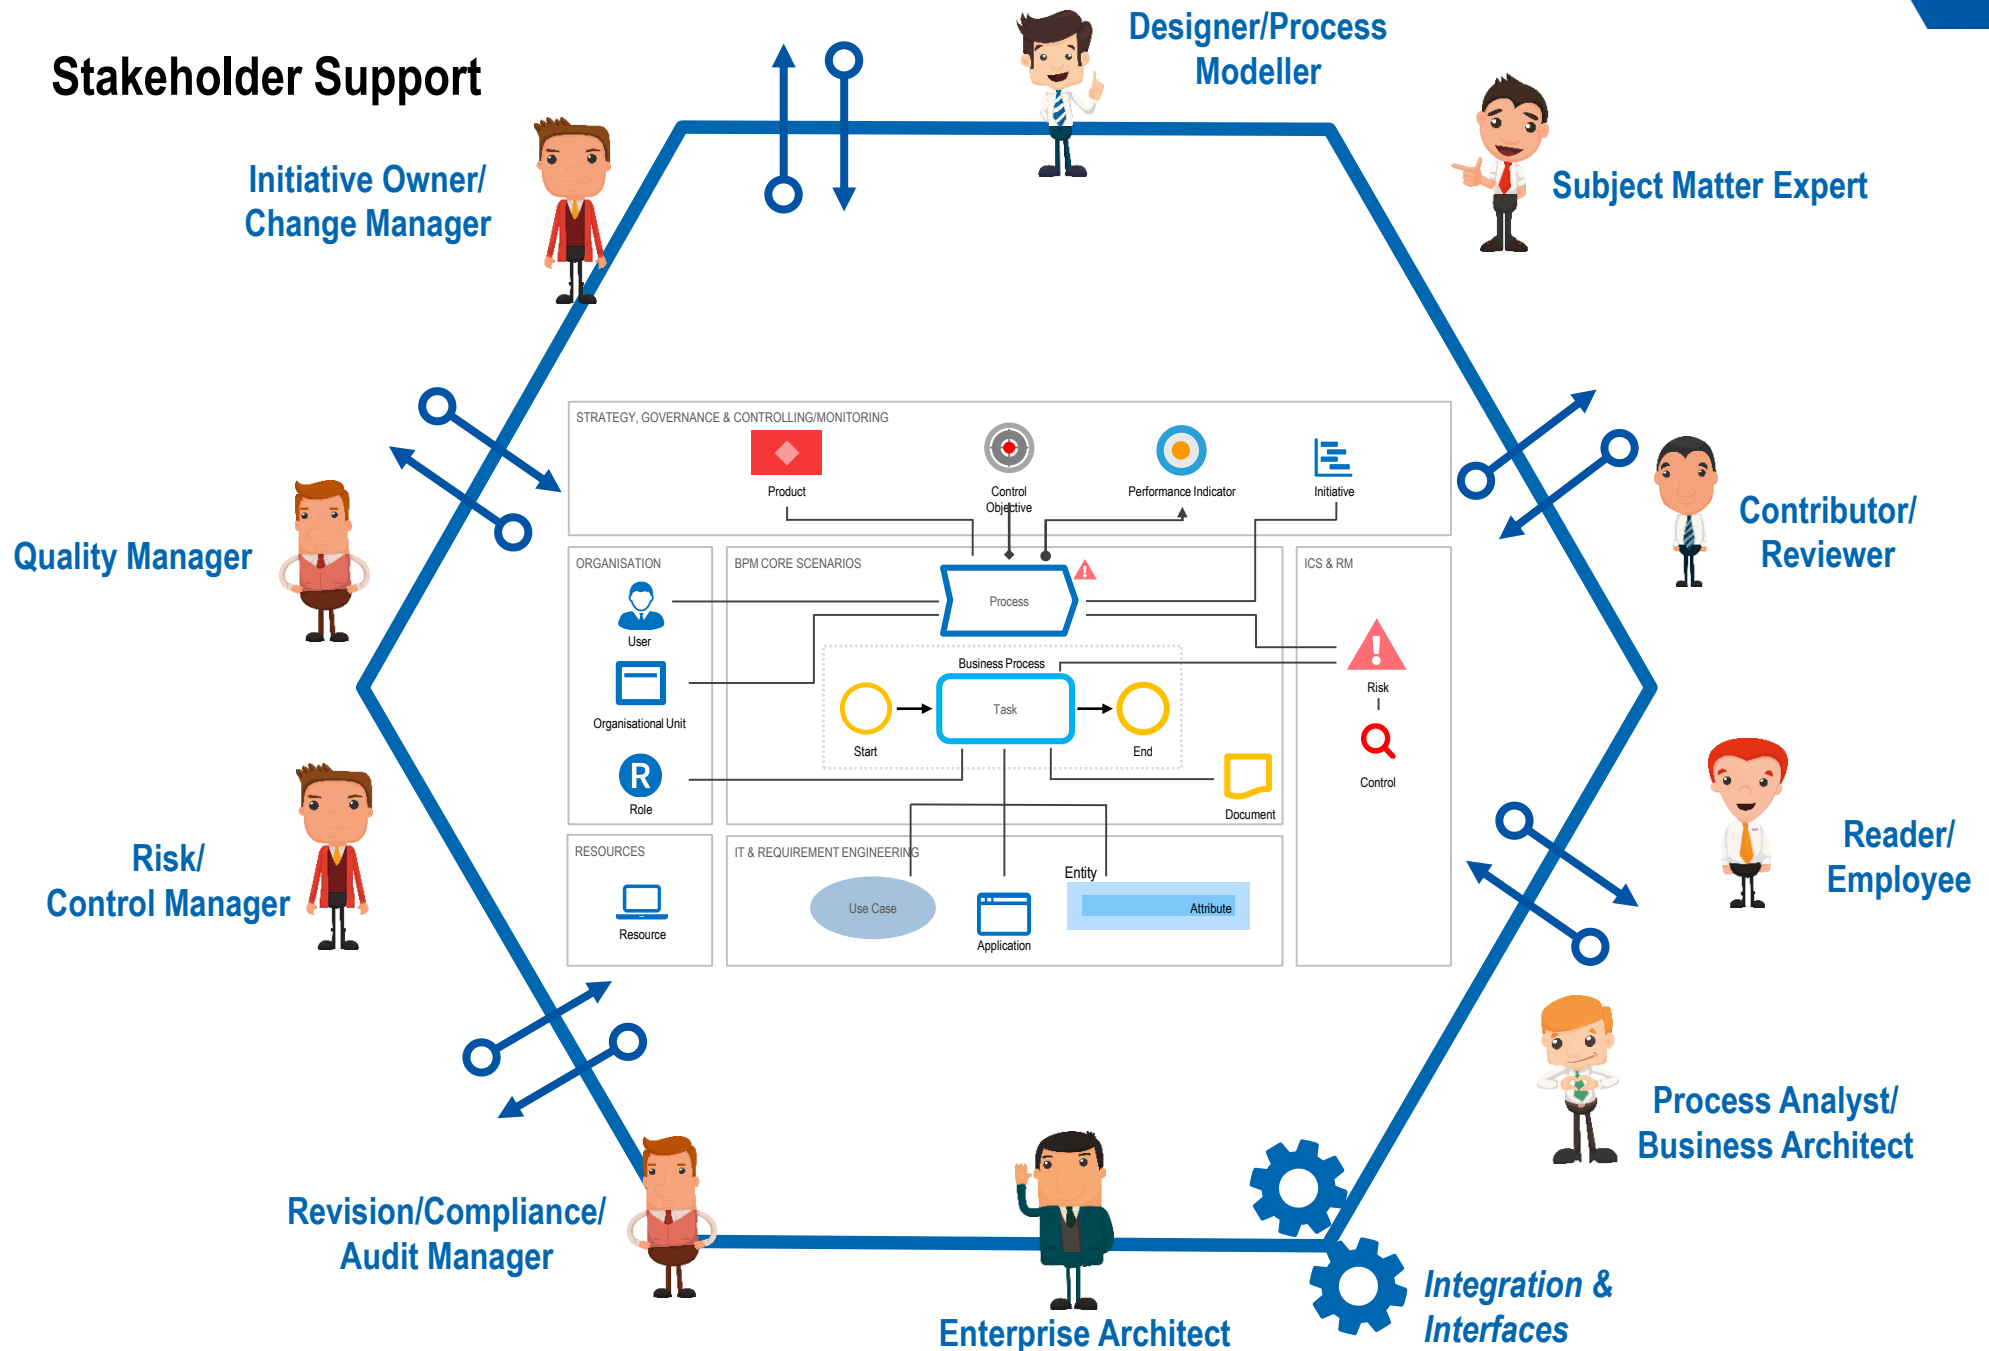 Stakeholder Support
Designer/Process
Modeller
Initiative Owner/
Change Manager
Subject Matter Expert
Quality Manager
Contributor/
Reviewer
Risk/
Control Manager
Reader/
Employee
Revision/Compliance/
Audit Manager
Process Analyst/
Business Architect
Enterprise Architect
Integration &
Interfaces
STRATEGY, GOVERNANCE & CONTROLLING/MONITORING
Product
Control
Objective
Performance Indicator
Initiative
ORGANISATION
User
Organisational Unit
R
Role
BPM CORE SCENARIOS
Process
Business Process
Start
Task
End
Document
ICS & RM
Risk
Control
RESOURCES
Resource
IT & REQUIREMENT ENGINEERING
Use Case
Application
Entity
Attribute